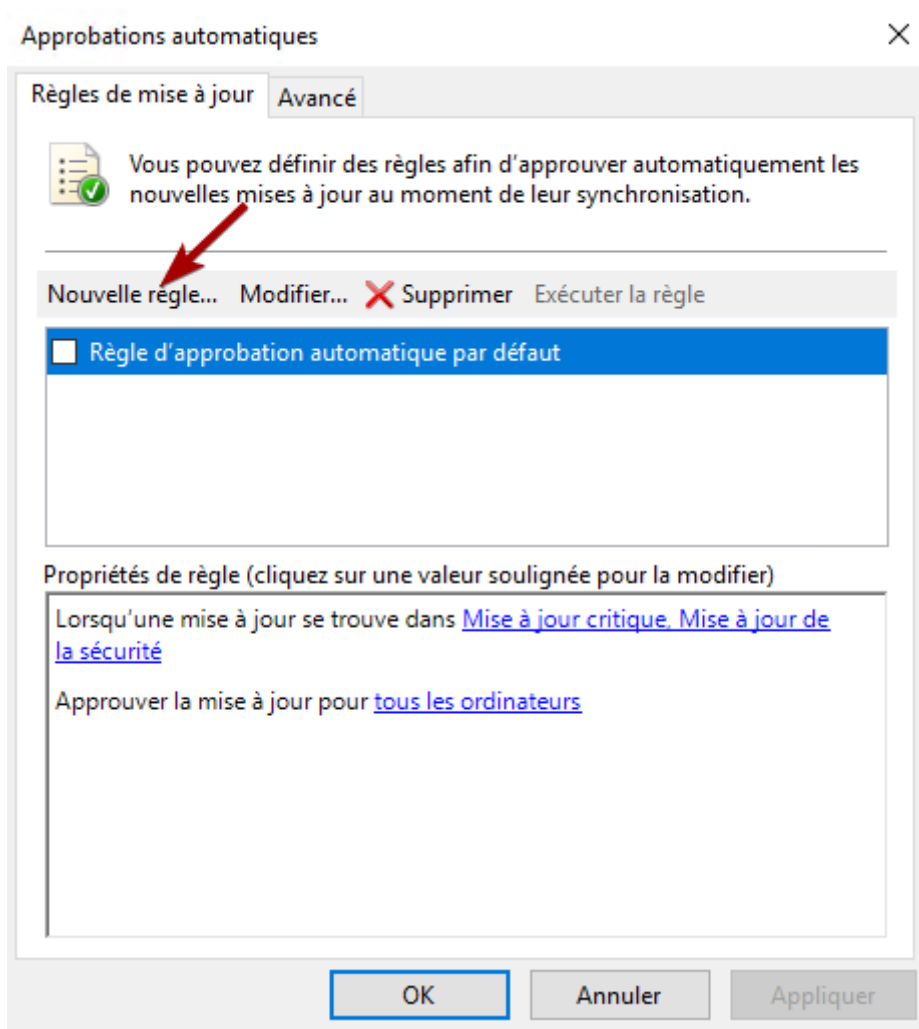 Approbations automatiques
Règles de mise à jour Avancé
Vous pouvez définir des règles afin d'approuver automatiquement les
nouvelles mises à jour au moment de leur synchronisation.
Nouvelle règle... Modifier... Supprimer Exécuter la règle
Règle d'approbation automatique par défaut
Propriétés de règle (cliquez sur une valeur soulignée pour la modifier)
Lorsqu'une mise à jour se trouve dans Mise à jour critique, Mise à jour de
la sécurité
Approuver la mise à jour pour tous les ordinateurs
OK Annuler Appliquer